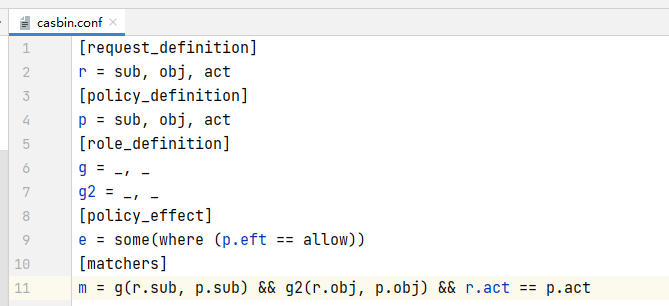 casbin.conf
1 [request_definition]
2 r = sub, obj, act
3 [policy_definition]
4 p = sub, obj, act
5 [role_definition]
6 g = _, _
7 g2 = _, _
8 [policy_effect]
9 e = some(where (p.eft == allow))
10 [matchers]
11 m = g(r.sub, p.sub) && g2(r.obj, p.obj) && r.act == p.act